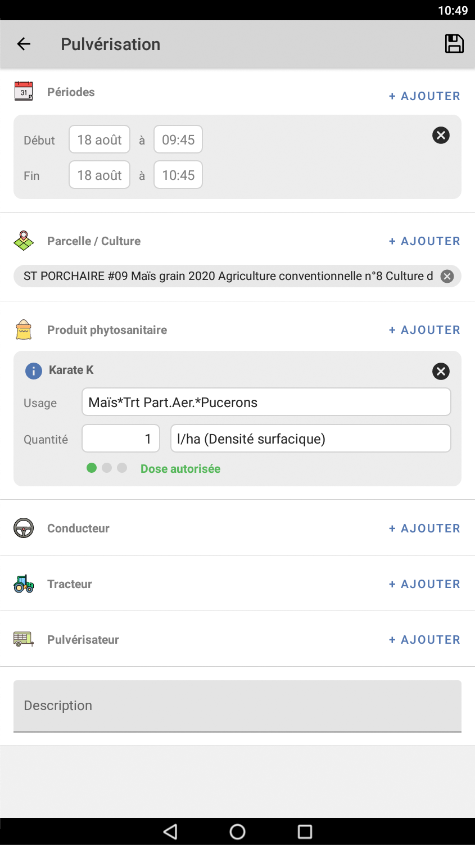 10:49
Pulvérisation
Périodes
+ AJOUTER
Début 18 août à 09:45
Fin 18 août à 10:45
Parcelle / Culture
+ AJOUTER
ST PORCHAIRE #09 Maïs grain 2020 Agriculture conventionnelle n°8 Culture d
Produit phytosanitaire
+ AJOUTER
Karate K
Usage Maïs*Trt Part.Aer.*Pucerons
Quantité 1 l/ha (Densité surfacique)
Dose autorisée
Conducteur
+ AJOUTER
Tracteur
+ AJOUTER
Pulvérisateur
+ AJOUTER
Description